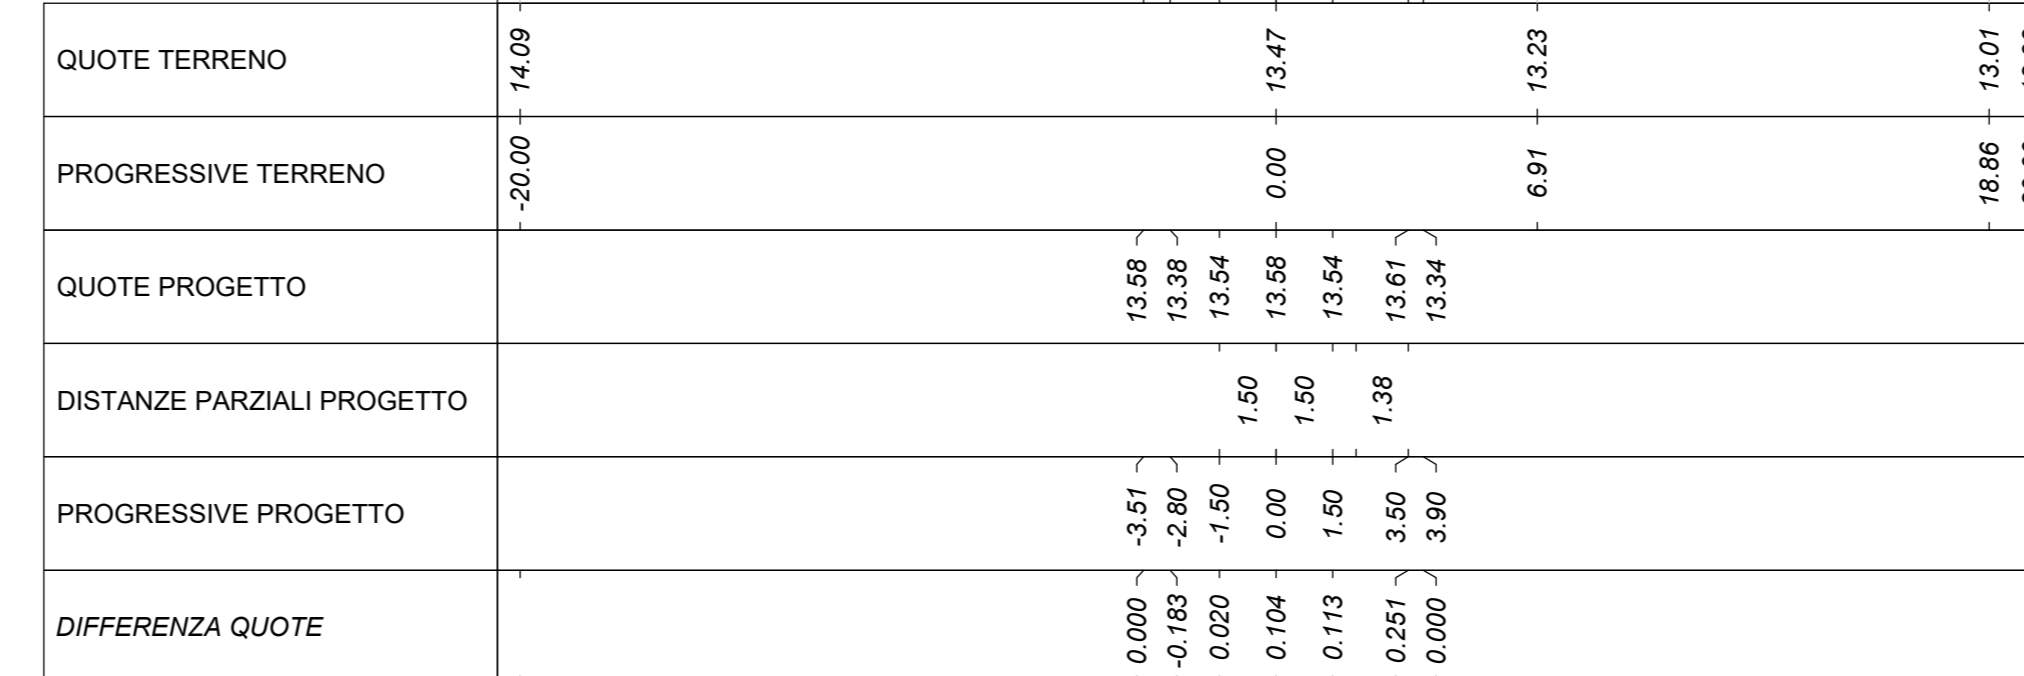 QUOTE TERRENO 14.09 13.47 13.23 13.01
PROGRESSIVE TERRENO -20.00 0.00 6.91 18.86
QUOTE PROGETTO 13.58 13.38 13.54 13.58 13.54 13.61 13.34
DISTANZE PARZIALI PROGETTO 1.50 1.50 1.38
PROGRESSIVE PROGETTO -3.51 -2.80 -1.50 0.00 1.50 3.50 3.90
DIFFERENZA QUOTE 0.000 -0.183 0.020 0.104 0.113 0.251 0.000